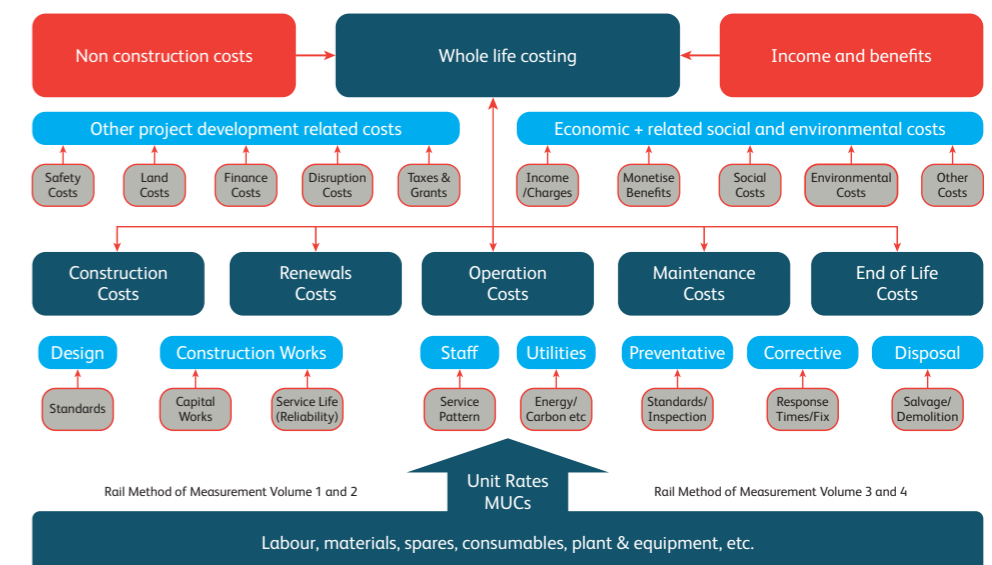 Non construction costs
Whole life costing
Income and benefits
Other project development related costs
Economic + related social and environmental costs
Safety
Costs
Land
Costs
Finance
Costs
Disruption
Costs
Taxes &
Grants
Income
/Charges
Monetise
Benefits
Social
Costs
Environmental
Costs
Other
Costs
Construction
Costs
Renewals
Costs
Operation
Costs
Maintenance
Costs
End of Life
Costs
Design
Construction Works
Staff
Utilities
Preventative
Corrective
Disposal
Standards
Capital
Works
Service Life
(Reliability)
Service
Pattern
Energy/
Carbon etc
Standards/
Inspection
Response
Times/Fix
Salvage/
Demolition
Rail Method of Measurement Volume 1 and 2
Unit Rates
MUCs
Rail Method of Measurement Volume 3 and 4
Labour, materials, spares, consumables, plant & equipment, etc.